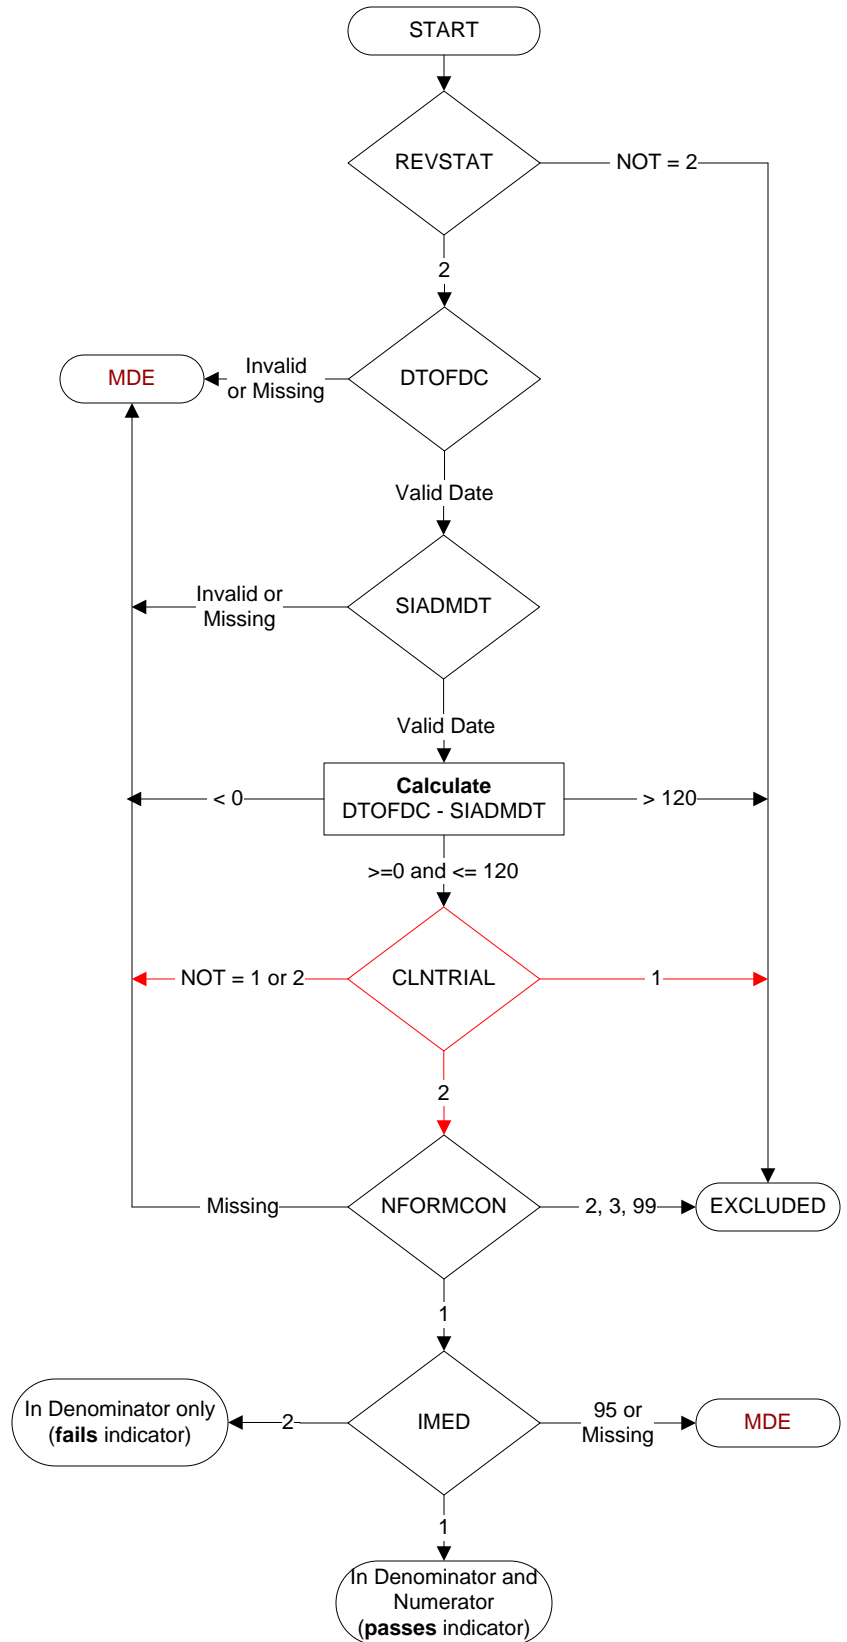 START
REVSTAT
NOT = 2
2
MDE
Invalid
or Missing
DTOFDC
Valid Date
Invalid or
Missing
SIADMDT
Valid Date
< 0
Calculate
DTOFDC - SIADMDT
> 120
>=0 and <= 120
NOT = 1 or 2
CLNTRIAL
1
2
Missing
NFORMCON
2, 3, 99
EXCLUDED
1
In Denominator only
(fails indicator)
2
IMED
95 or
Missing
MDE
1
In Denominator and
Numerator
(passes indicator)